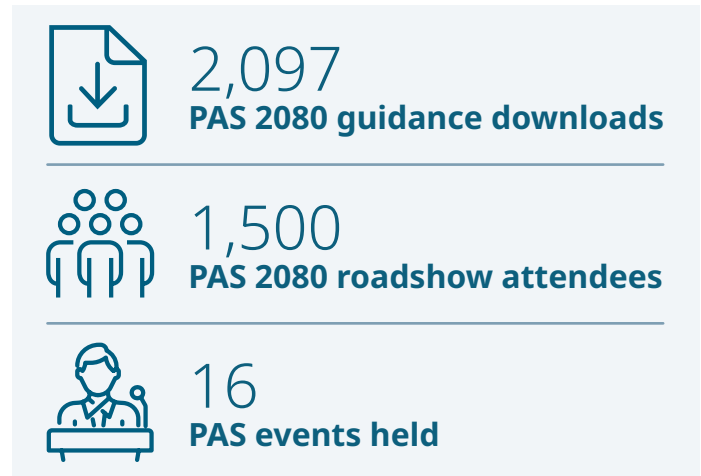 2,097
PAS 2080 guidance downloads
1,500
PAS 2080 roadshow attendees
16
PAS events held